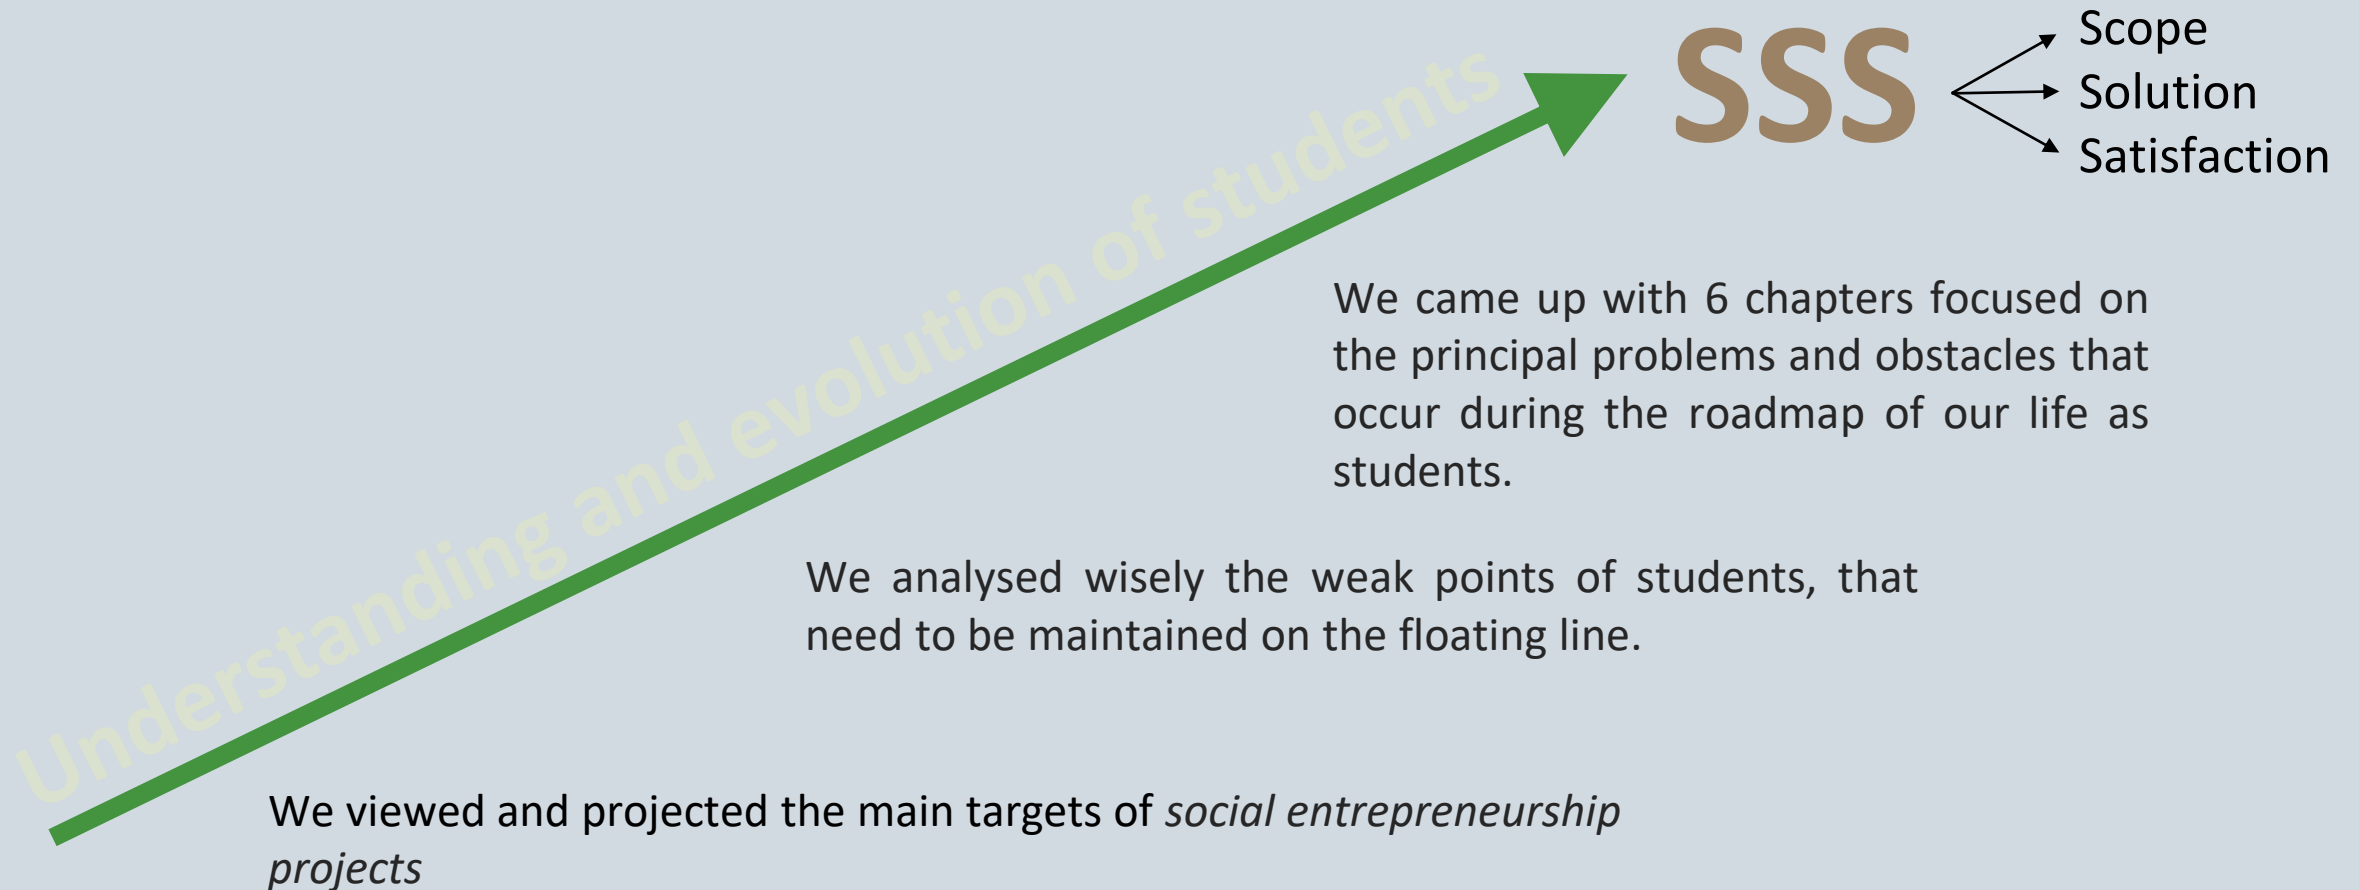 SSS
Scope
Solution
Satisfaction
Understanding and evolution of students
We came up with 6 chapters focused on
the principal problems and obstacles that
occur during the roadmap of our life as
students.
We analysed wisely the weak points of students, that
need to be maintained on the floating line.
We viewed and projected the main targets of social entrepreneurship
projects